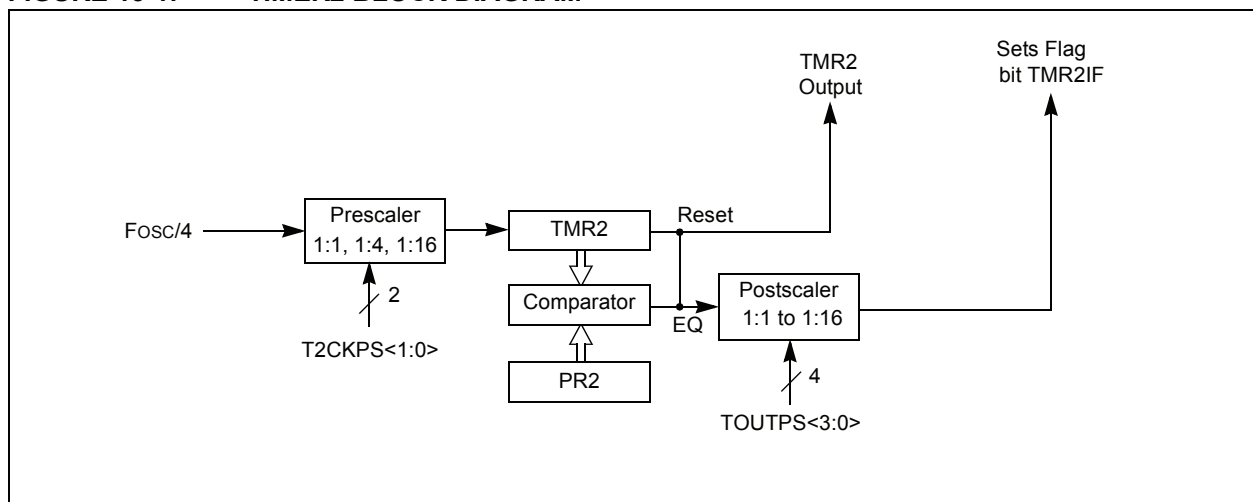 TMR2
Output
Sets Flag
bit TMR2IF
FOSC/4
Prescaler
1:1, 1:4, 1:16
2
T2CKPS<1:0>
TMR2
Reset
Comparator
EQ
PR2
Postscaler
1:1 to 1:16
4
TOUTPS<3:0>